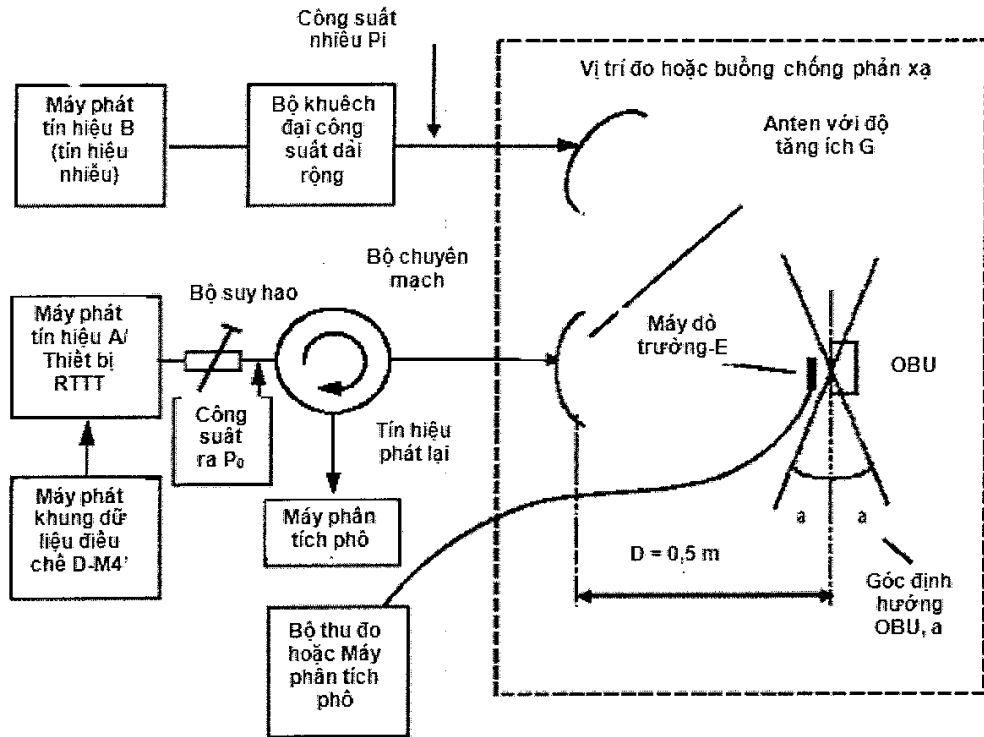 Công suất
nhiễu Pi
Vị trí đo hoặc buồng chống phản xạ
Máy phát
tín hiệu B
(tín hiệu
nhiễu)
Bộ khuêch
đại công
suất dải
rộng
Anten với độ
tăng ích G
Bộ chuyển
mạch
Bộ suy hao
Máy phát
tín hiệu A/
Thiết bị
RTTT
Máy dò
trường-E
OBU
Công
suất
ra P₀
Tín hiệu
phát lại
Máy phát
khung dữ
liệu điều
chế D-M4'
Máy phân
tích phổ
a
a
D = 0,5 m
Góc định
hướng
OBU, a
Bộ thu đo
hoặc Máy
phân tích
phổ